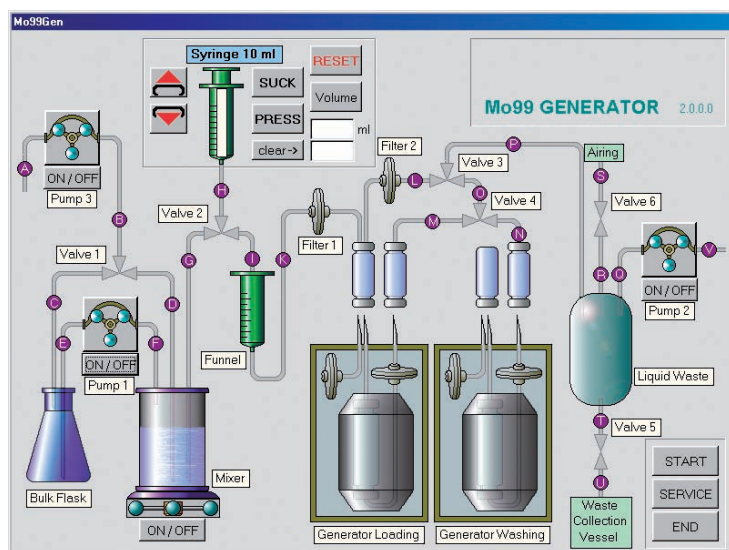 Mo99Gen
Syringe 10 ml
RESET
SUCK
Volume
PRESS
ml
clear->
Mo99 GENERATOR 2.0.0.0
A
ON/OFF
Pump 3
B
Valve 1
C
D
E
F
ON/OFF
Pump 1
Bulk Flask
Mixer
ON/OFF
H
Valve 2
G
I
K
Funnel
Filter 1
Filter 2
L
Valve 3
P
O
M
Valve 4
N
Generator Loading
Generator Washing
Airing
S
Valve 6
R
Q
V
ON/OFF
Pump 2
Liquid Waste
T
Valve 5
U
Waste
Collection
Vessel
START
SERVICE
END